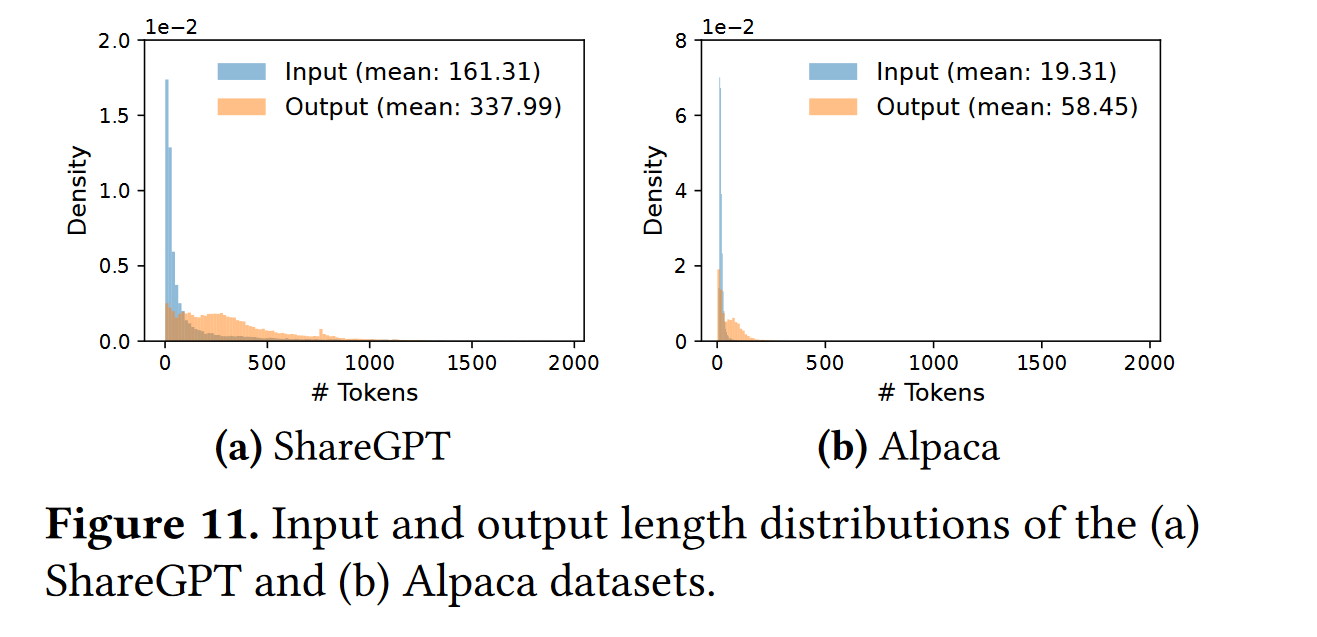 1e−2
2.0
1.5
1.0
0.5
0.0
Density
Input (mean: 161.31)
Output (mean: 337.99)
0 500 1000 1500 2000
# Tokens
(a) ShareGPT
1e−2
8
6
4
2
0
Density
Input (mean: 19.31)
Output (mean: 58.45)
0 500 1000 1500 2000
# Tokens
(b) Alpaca
Figure 11. Input and output length distributions of the (a)
ShareGPT and (b) Alpaca datasets.